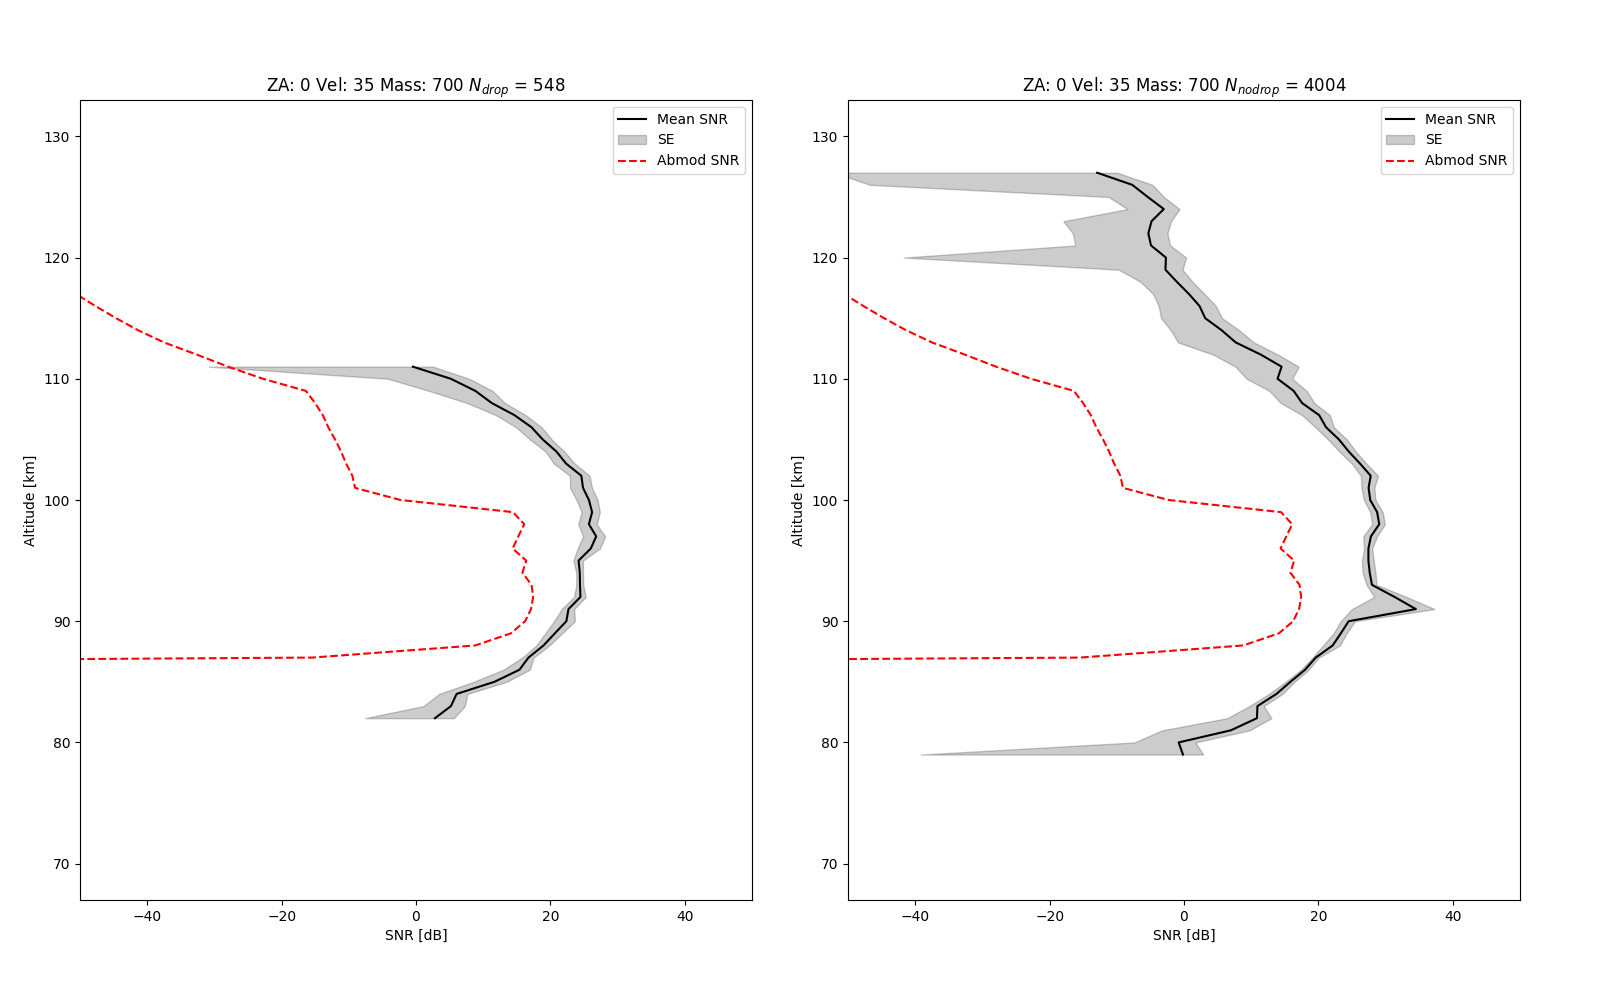 ZA: 0 Vel: 35 Mass: 700 N_drop = 548
Mean SNR
SE
Abmod SNR
130
120
110
100
90
80
70
Altitude [km]
−40 −20 0 20 40
SNR [dB]
ZA: 0 Vel: 35 Mass: 700 N_nodrop = 4004
Mean SNR
SE
Abmod SNR
130
120
110
100
90
80
70
Altitude [km]
−40 −20 0 20 40
SNR [dB]